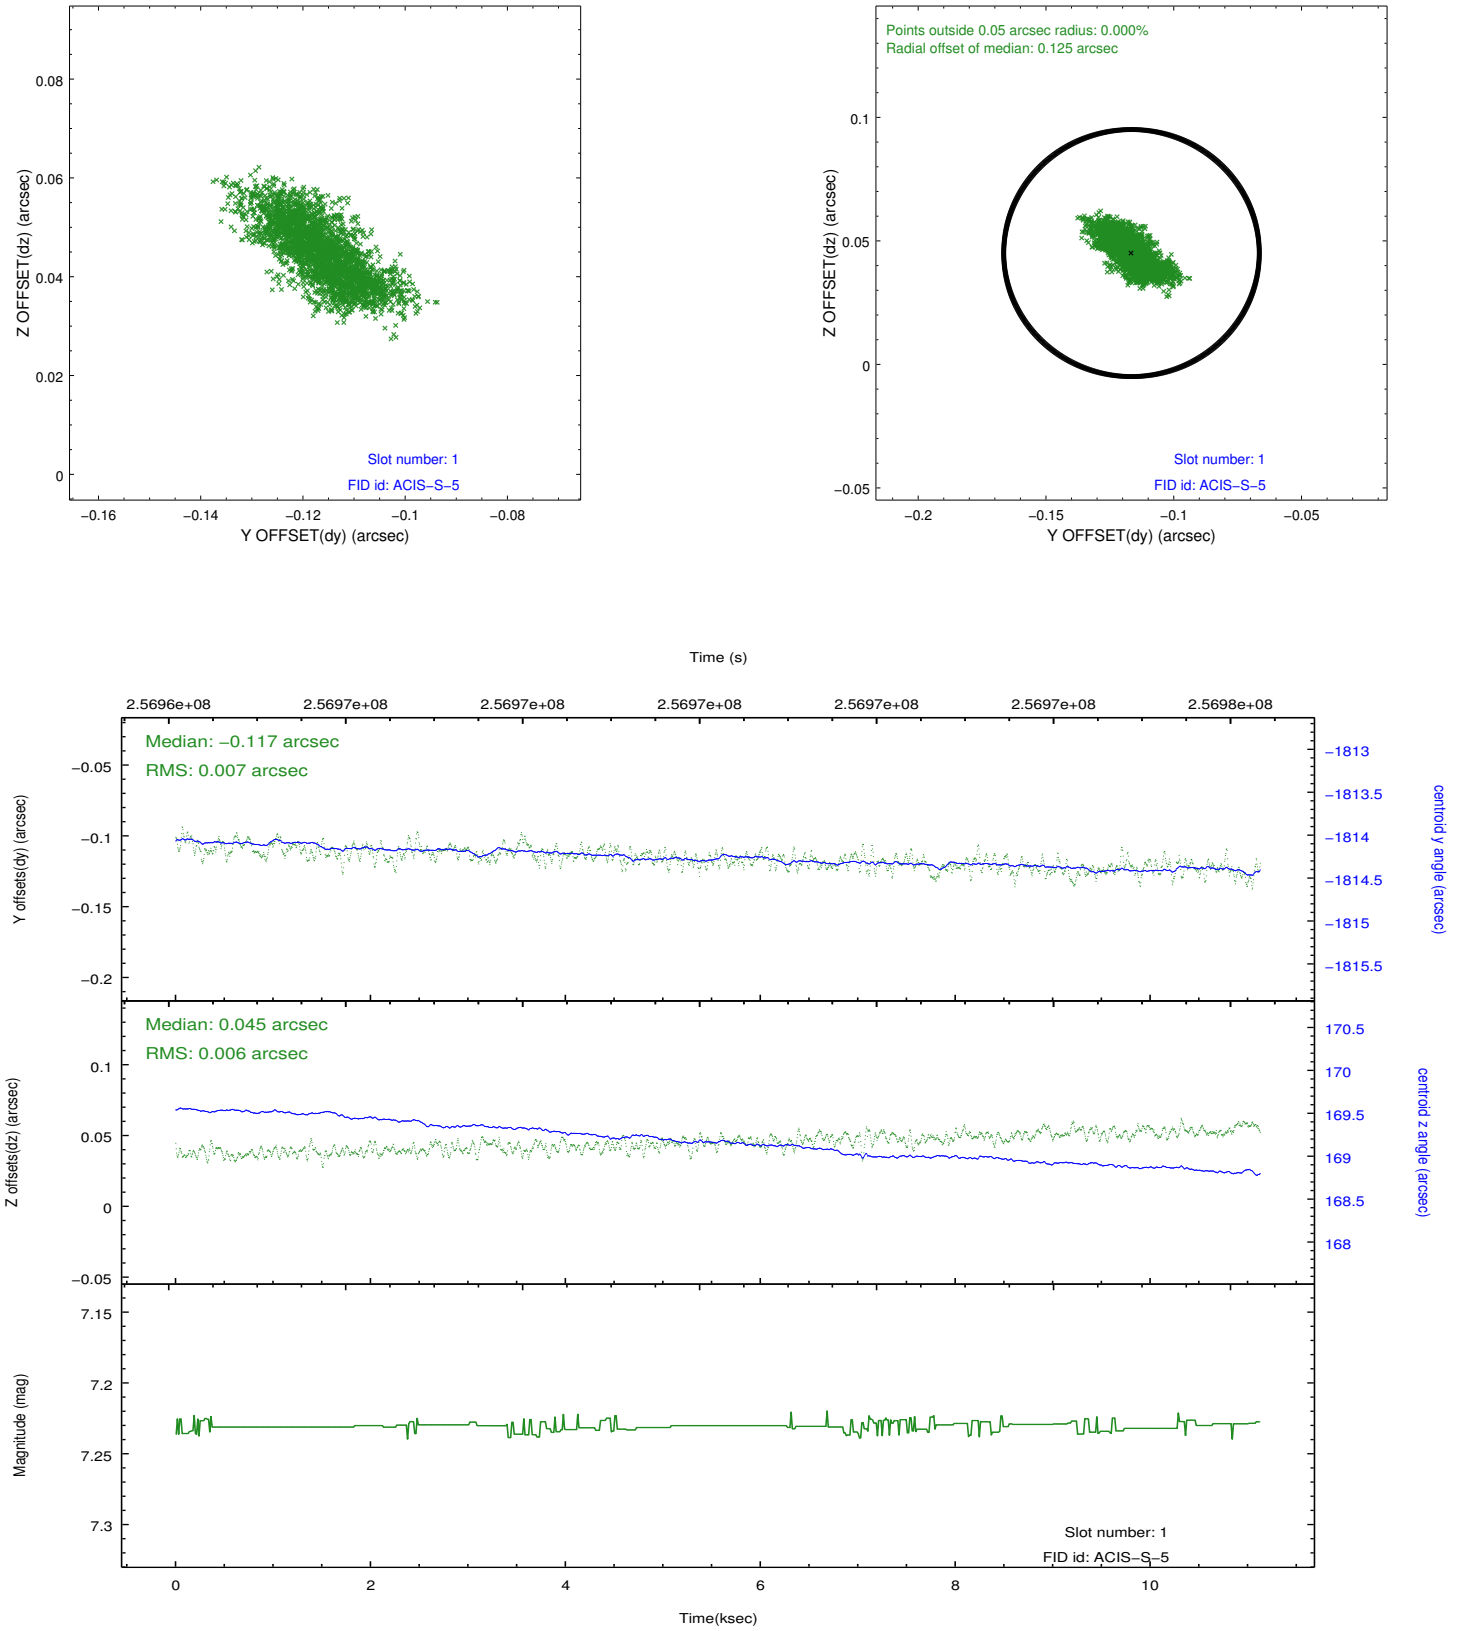 0.08
0.06
0.04
0.02
0
Z OFFSET(dz) (arcsec)
Slot number: 1
FID id: ACIS−S−5
−0.16 −0.14 −0.12 −0.1 −0.08
Y OFFSET(dy) (arcsec)
Points outside 0.05 arcsec radius: 0.000%
Radial offset of median: 0.125 arcsec
0.1
0.05
0
−0.05
Z OFFSET(dz) (arcsec)
Slot number: 1
FID id: ACIS−S−5
−0.2 −0.15 −0.1 −0.05
Y OFFSET(dy) (arcsec)
Time (s)
2.5696e+08 2.5697e+08 2.5697e+08 2.5697e+08 2.5697e+08 2.5697e+08 2.5698e+08
Median: −0.117 arcsec
RMS: 0.007 arcsec
−0.05
−0.1
−0.15
−0.2
Y offsets(dy) (arcsec)
−1813
−1813.5
−1814
−1814.5
−1815
−1815.5
centroid y angle (arcsec)
Median: 0.045 arcsec
RMS: 0.006 arcsec
0.1
0.05
0
−0.05
Z offsets(dz) (arcsec)
170.5
170
169.5
169
168.5
168
centroid z angle (arcsec)
7.15
7.2
7.25
7.3
Magnitude (mag)
Slot number: 1
FID id: ACIS−S−5
0 2 4 6 8 10
Time(ksec)